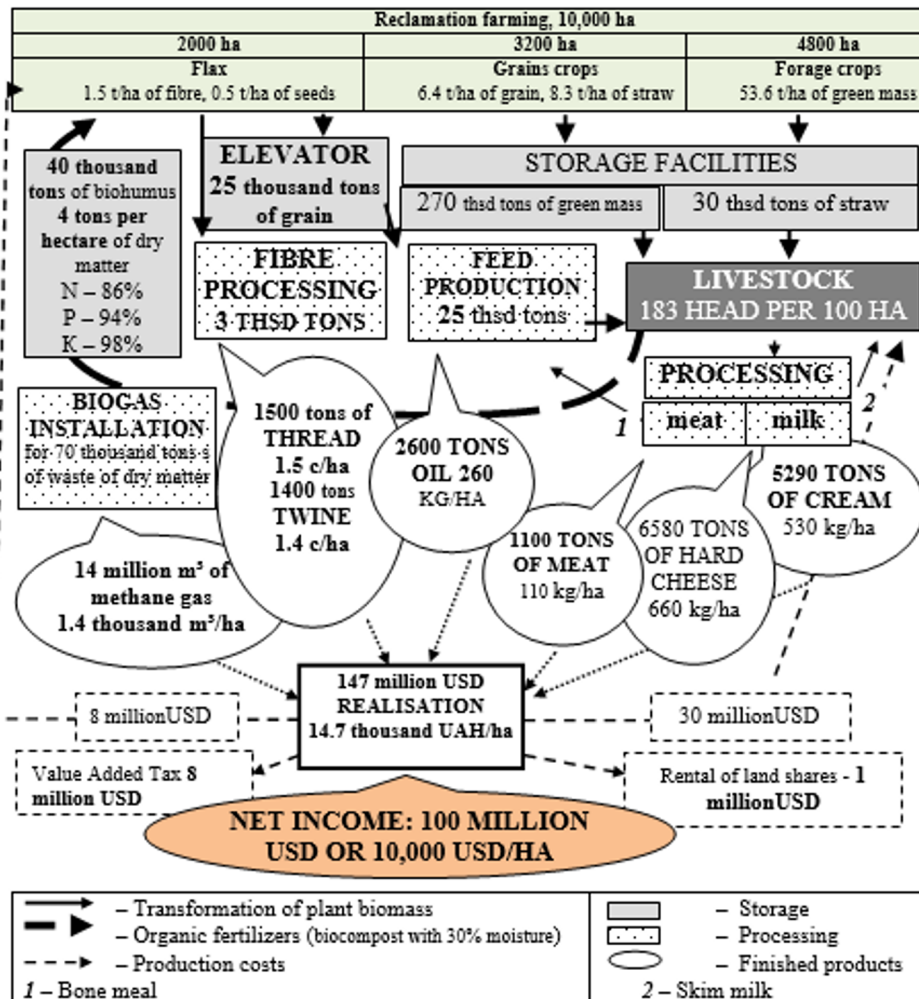 Reclamation farming, 10,000 ha
2000 ha
3200 ha
4800 ha
Flax
1.5 t/ha of fibre, 0.5 t/ha of seeds
Grains crops
6.4 t/ha of grain, 8.3 t/ha of straw
Forage crops
53.6 t/ha of green mass
40 thousand
tons of biohumus
4 tons per
hectare of dry
matter
N – 86%
P – 94%
K – 98%
ELEVATOR
25 thousand tons
of grain
STORAGE FACILITIES
270 thsd tons of green mass
30 thsd tons of straw
FIBRE
PROCESSING
3 THSD TONS
FEED
PRODUCTION
25 thsd tons
LIVESTOCK
183 HEAD PER 100 HA
PROCESSING
meat
milk
1
2
BIOGAS
INSTALLATION
for 70 thousand tons s
of waste of dry matter
1500 tons of
THREAD
1.5 c/ha
1400 tons
TWINE
1.4 c/ha
2600 TONS
OIL 260
KG/HA
1100 TONS
OF MEAT
110 kg/ha
6580 TONS
OF HARD
CHEESE
660 kg/ha
5290 TONS
OF CREAM
530 kg/ha
14 million m³ of
methane gas
1.4 thousand m³/ha
147 million USD
REALISATION
14.7 thousand UAH/ha
8 millionUSD
30 millionUSD
Value Added Tax 8
million USD
Rental of land shares - 1
millionUSD
NET INCOME: 100 MILLION
USD OR 10,000 USD/HA
– Transformation of plant biomass
– Organic fertilizers (biocompost with 30% moisture)
– Production costs
1 – Bone meal
– Storage
– Processing
– Finished products
2 – Skim milk